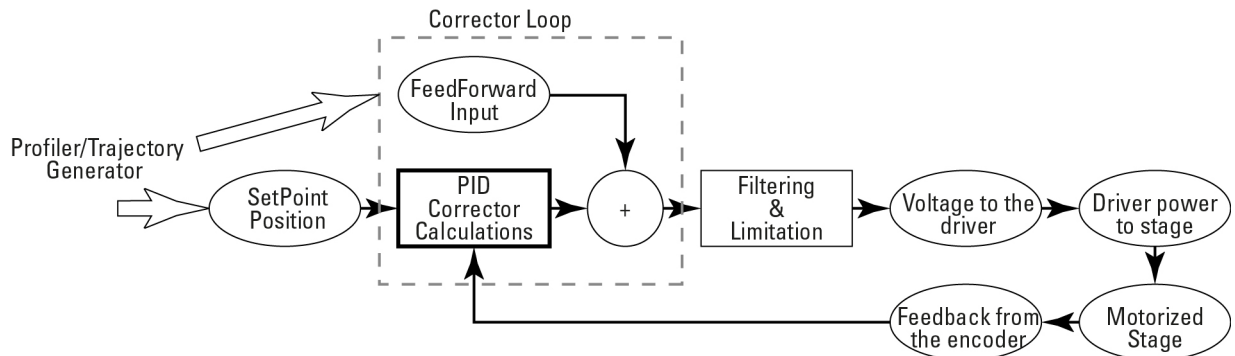 Corrector Loop
FeedForward
Input
Profiler/Trajectory
Generator
SetPoint
Position
PID
Corrector
Calculations
+
Filtering
&
Limitation
Voltage to the
driver
Driver power
to stage
Feedback from
the encoder
Motorized
Stage